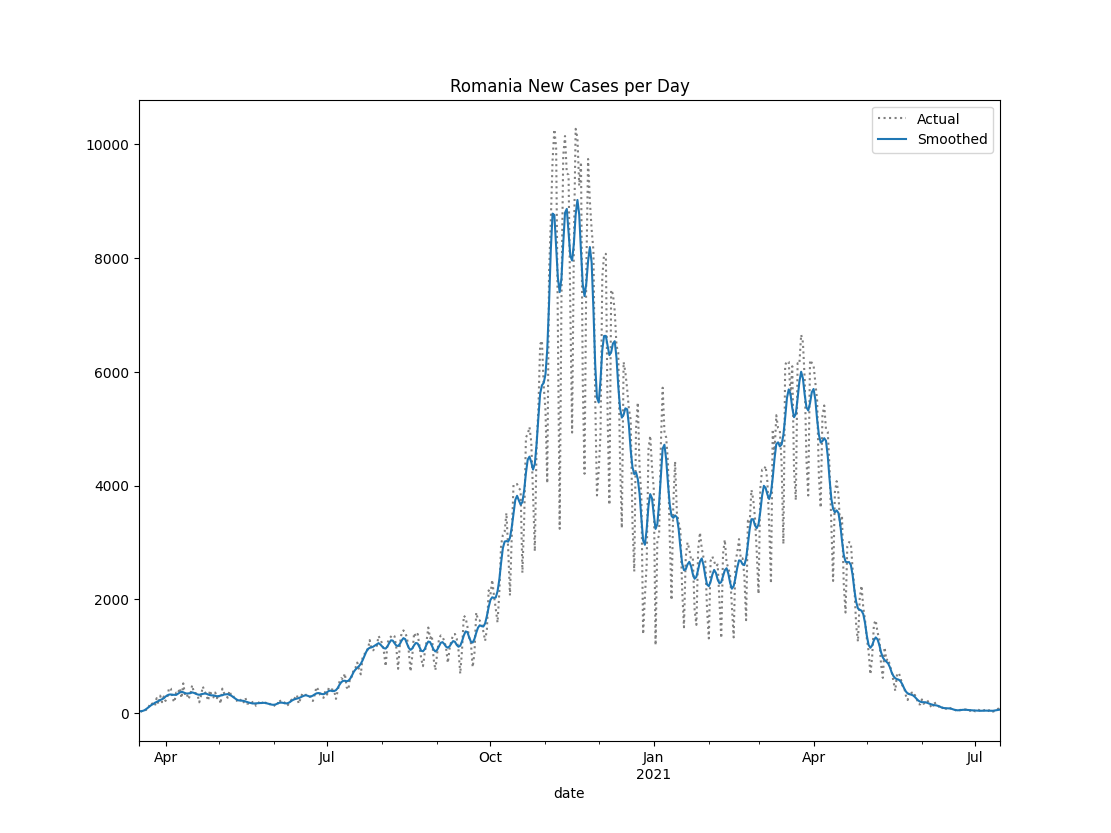 Romania New Cases per Day
Actual
Smoothed
10000
8000
6000
4000
2000
0
Apr Jul Oct Jan Apr Jul
2021
date